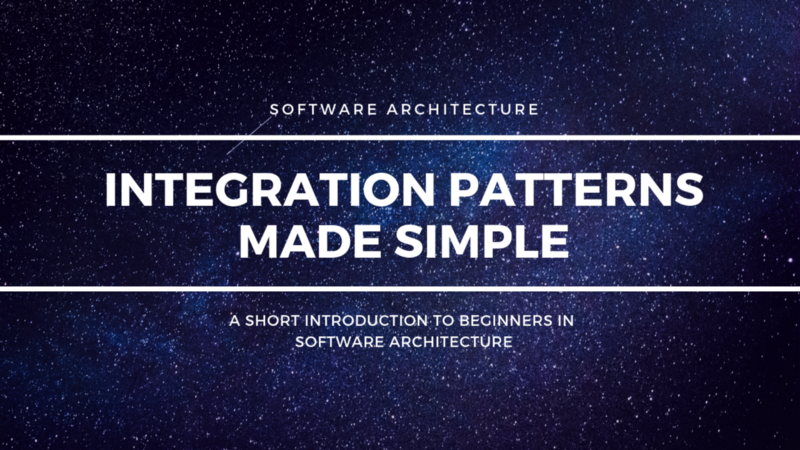 SOFTWARE ARCHITECTURE
INTEGRATION PATTERNS
MADE SIMPLE
A SHORT INTRODUCTION TO BEGINNERS IN
SOFTWARE ARCHITECTURE